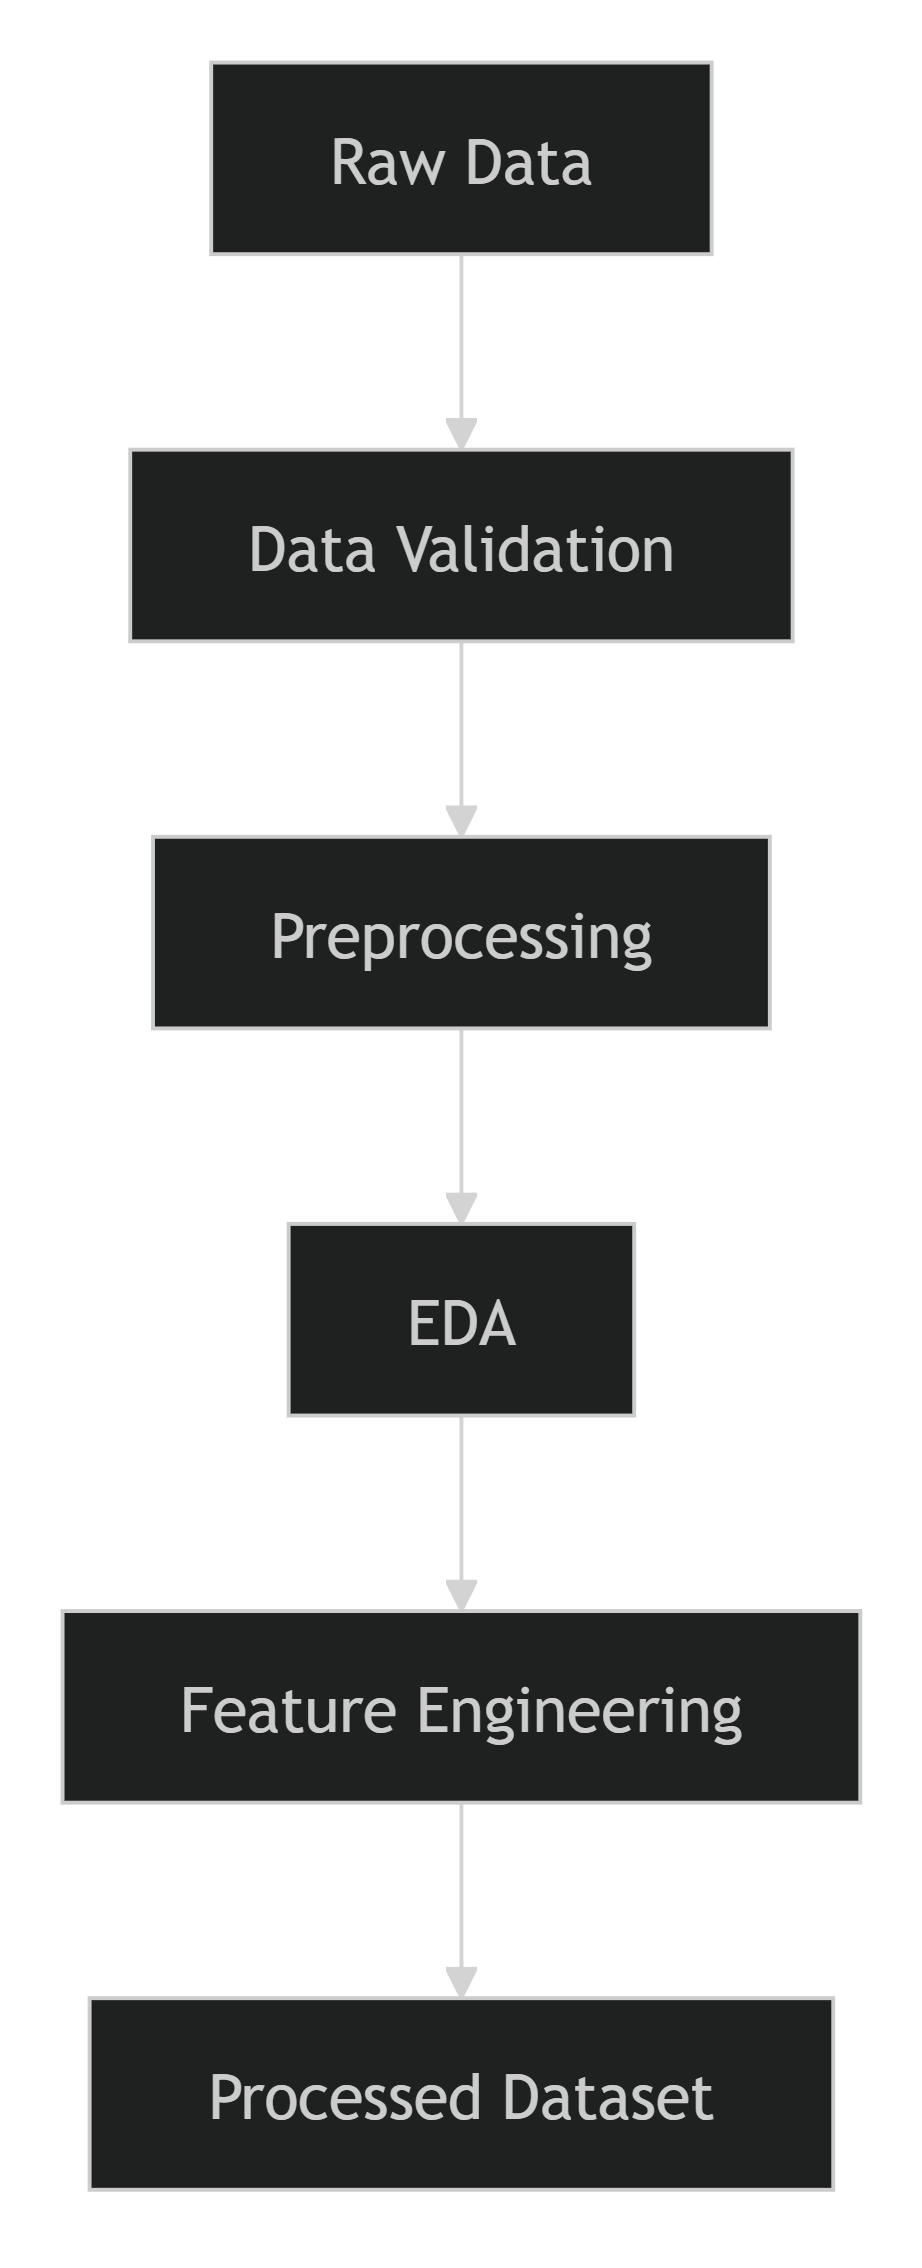 Raw Data
Data Validation
Preprocessing
EDA
Feature Engineering
Processed Dataset